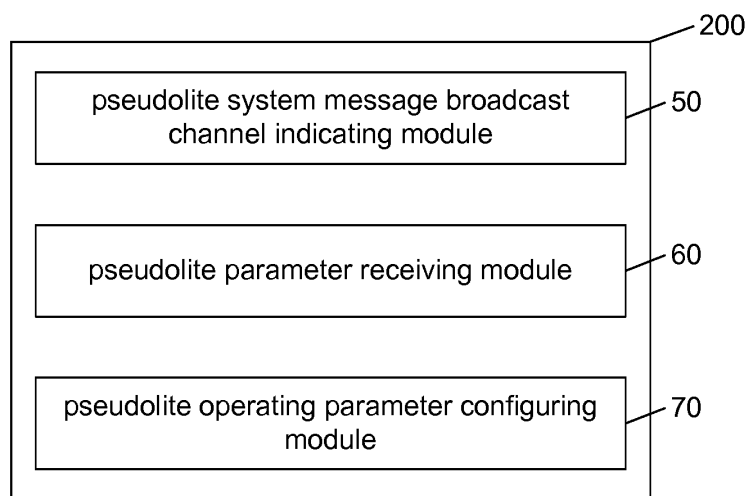 200
pseudolite system message broadcast
channel indicating module
50
pseudolite parameter receiving module
60
pseudolite operating parameter configuring
module
70